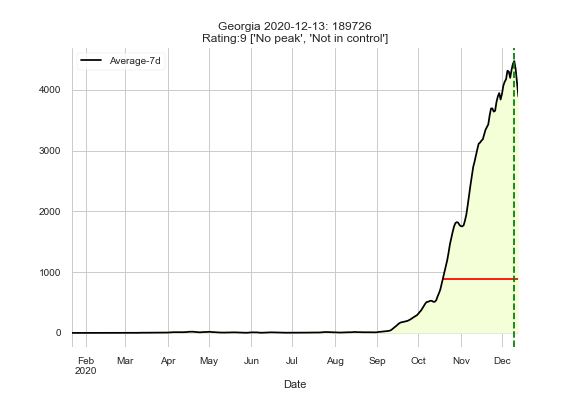 Georgia 2020-12-13: 189726
Rating:9 ['No peak', 'Not in control']
Average-7d
4000
3000
2000
1000
0
Feb Mar Apr May Jun Jul Aug Sep Oct Nov Dec
2020
Date